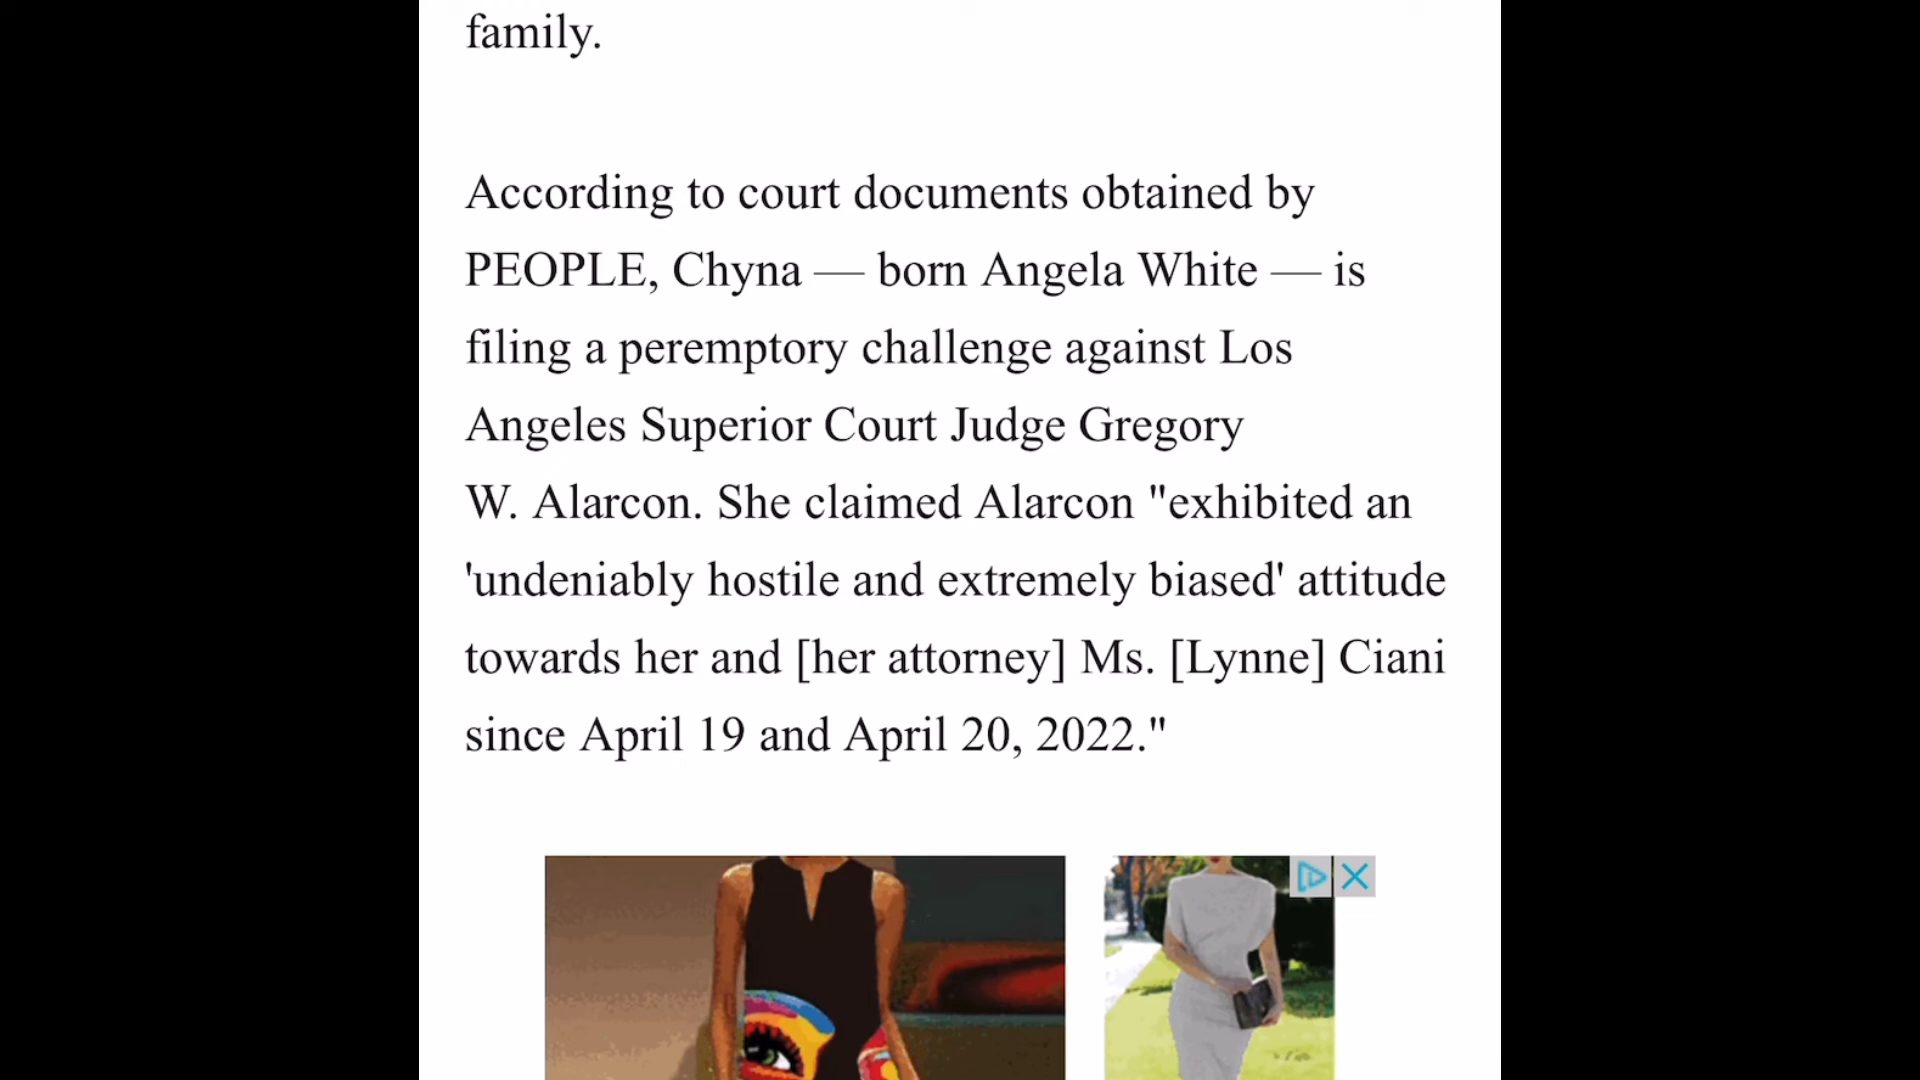 family.
According to court documents obtained by
PEOPLE, Chyna — born Angela White — is
filing a peremptory challenge against Los
Angeles Superior Court Judge Gregory
W. Alarcon. She claimed Alarcon "exhibited an
'undeniably hostile and extremely biased' attitude
towards her and [her attorney] Ms. [Lynne] Ciani
since April 19 and April 20, 2022."